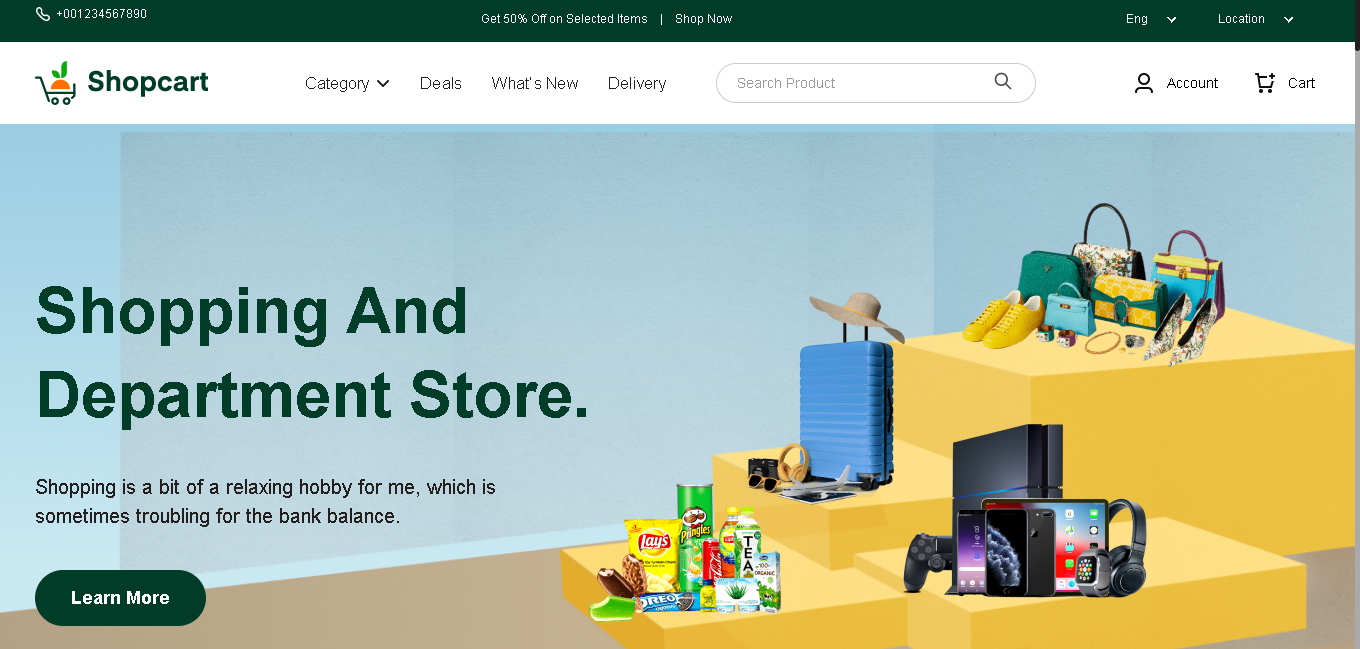 +001234567890
Get 50% Off on Selected Items | Shop Now
Eng
Location
Shopcart
Category
Deals
What's New
Delivery
Search Product
Account
Cart
Shopping And
Department Store.
Shopping is a bit of a relaxing hobby for me, which is
sometimes troubling for the bank balance.
Learn More
Lay's
Pringles
TEA
100%
ORGANIC
OREO